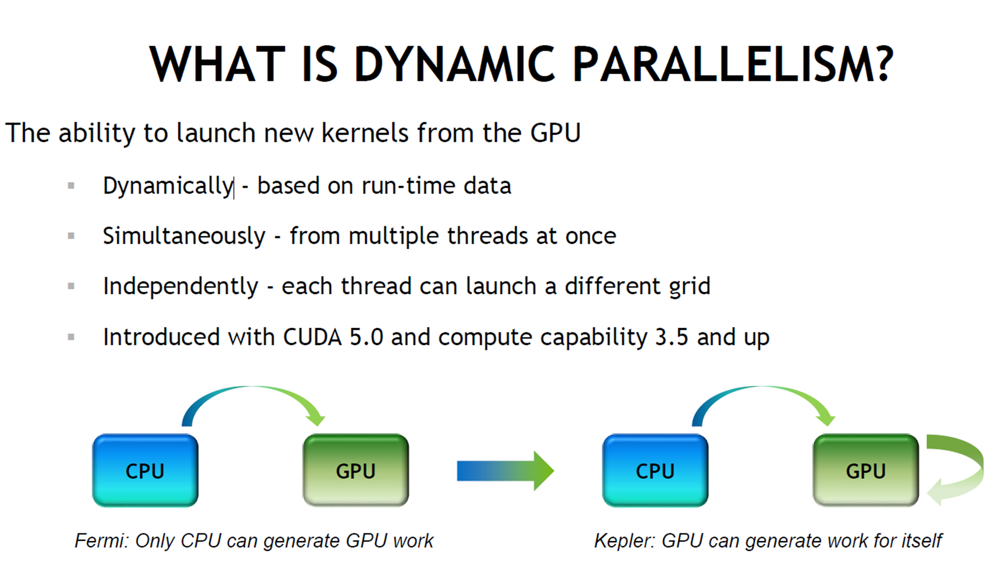 WHAT IS DYNAMIC PARALLELISM?
The ability to launch new kernels from the GPU
Dynamically - based on run-time data
Simultaneously - from multiple threads at once
Independently - each thread can launch a different grid
Introduced with CUDA 5.0 and compute capability 3.5 and up
CPU
GPU
CPU
GPU
Fermi: Only CPU can generate GPU work
Kepler: GPU can generate work for itself